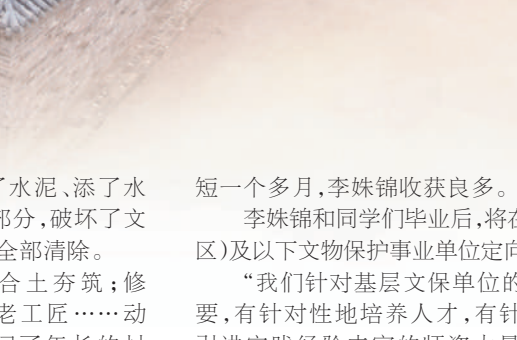 了水泥、添了水
部分,破坏了文
全部清除。
合土夯筑;修
老工匠……动
短一个多月,李姝锦收获良多。
李姝锦和同学们毕业后,将在
区)及以下文物保护事业单位定向
“我们针对基层文保单位的
要,有针对性地培养人才,有针